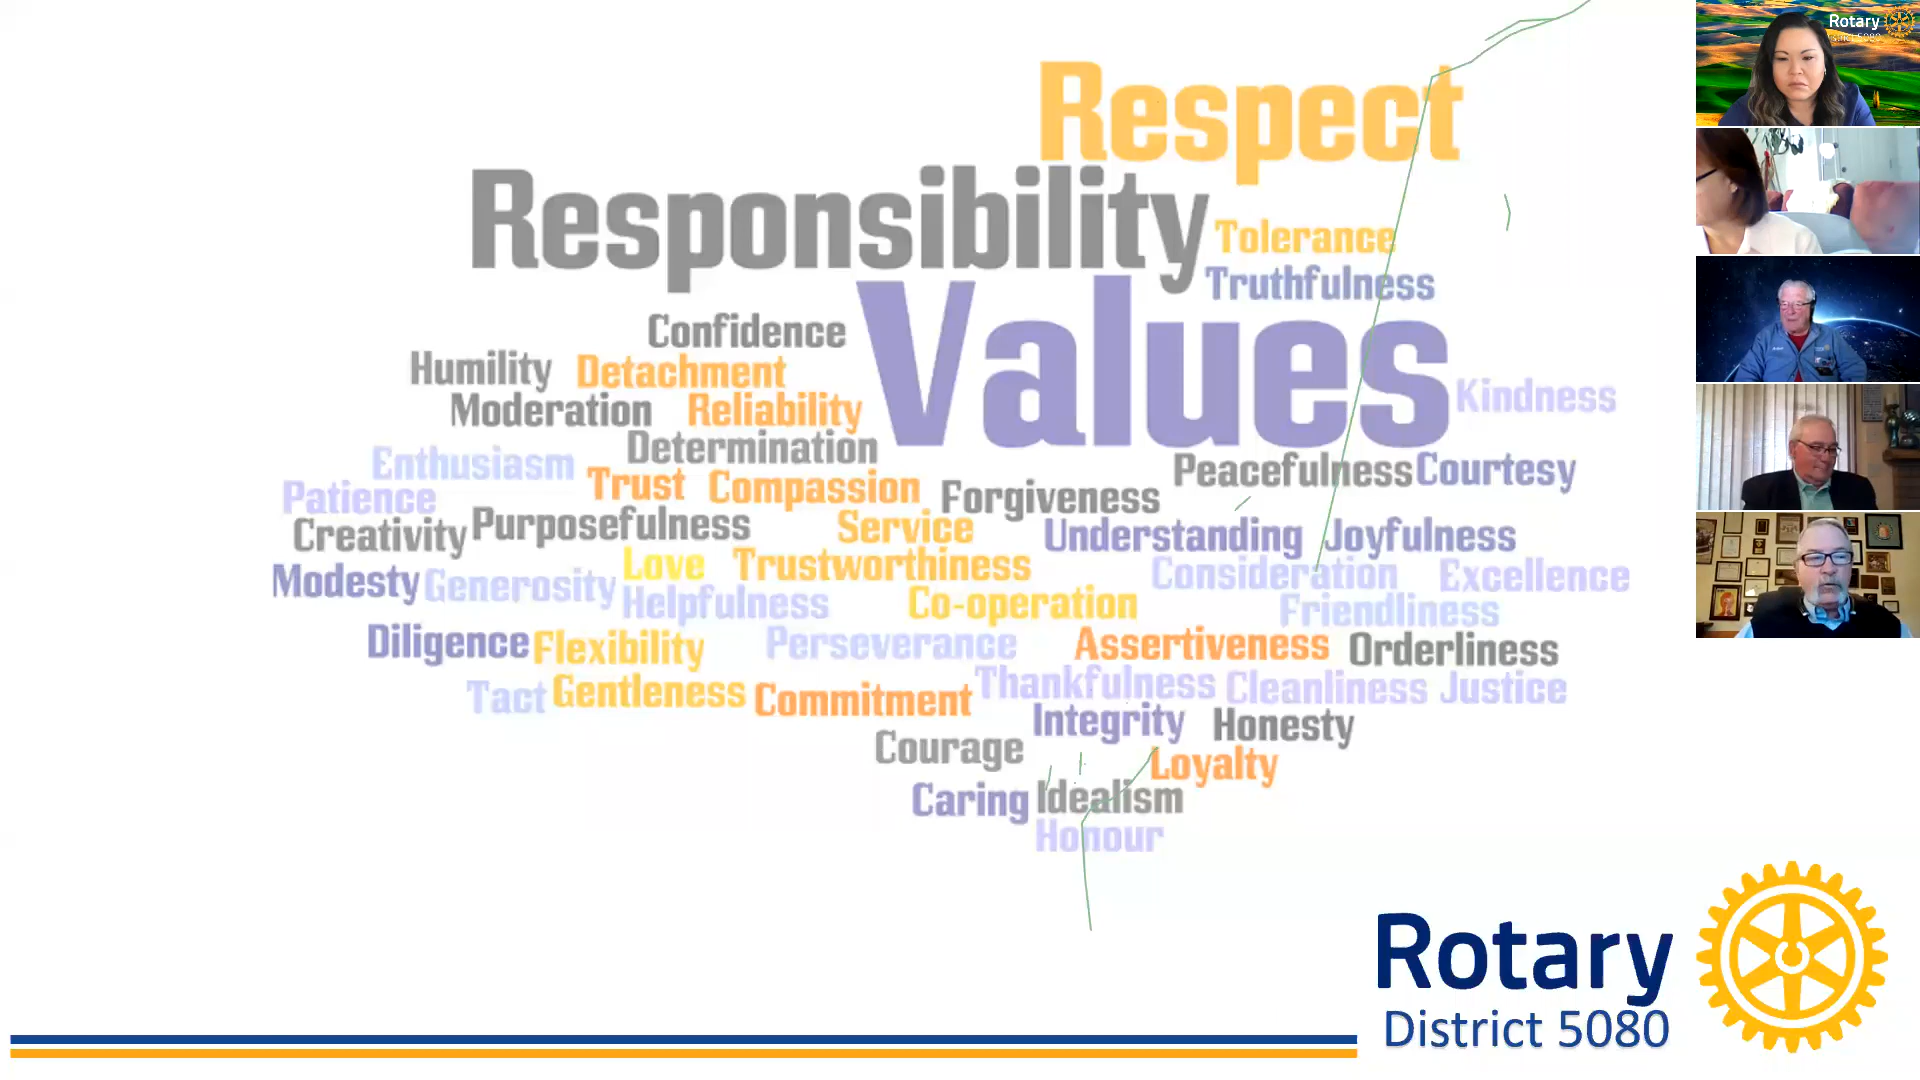 Respect
Responsibility
Tolerance
Truthfulness
Values
Confidence
Humility Detachment
Moderation Reliability
Kindness
Determination
Enthusiasm
Peacefulness Courtesy
Trust Compassion Forgiveness
Patience
Creativity Purposefulness Service
Understanding Joyfulness
Love Trustworthiness
Modesty Generosity
Consideration Excellence
Helpfulness Co-operation
Friendliness
Diligence Flexibility Perseverance Assertiveness Orderliness
Tact Gentleness Commitment Thankfulness Cleanliness Justice
Integrity Honesty
Courage
Loyalty
Caring Idealism
Honour
Rotary
District 5080
Rotary
District 5080